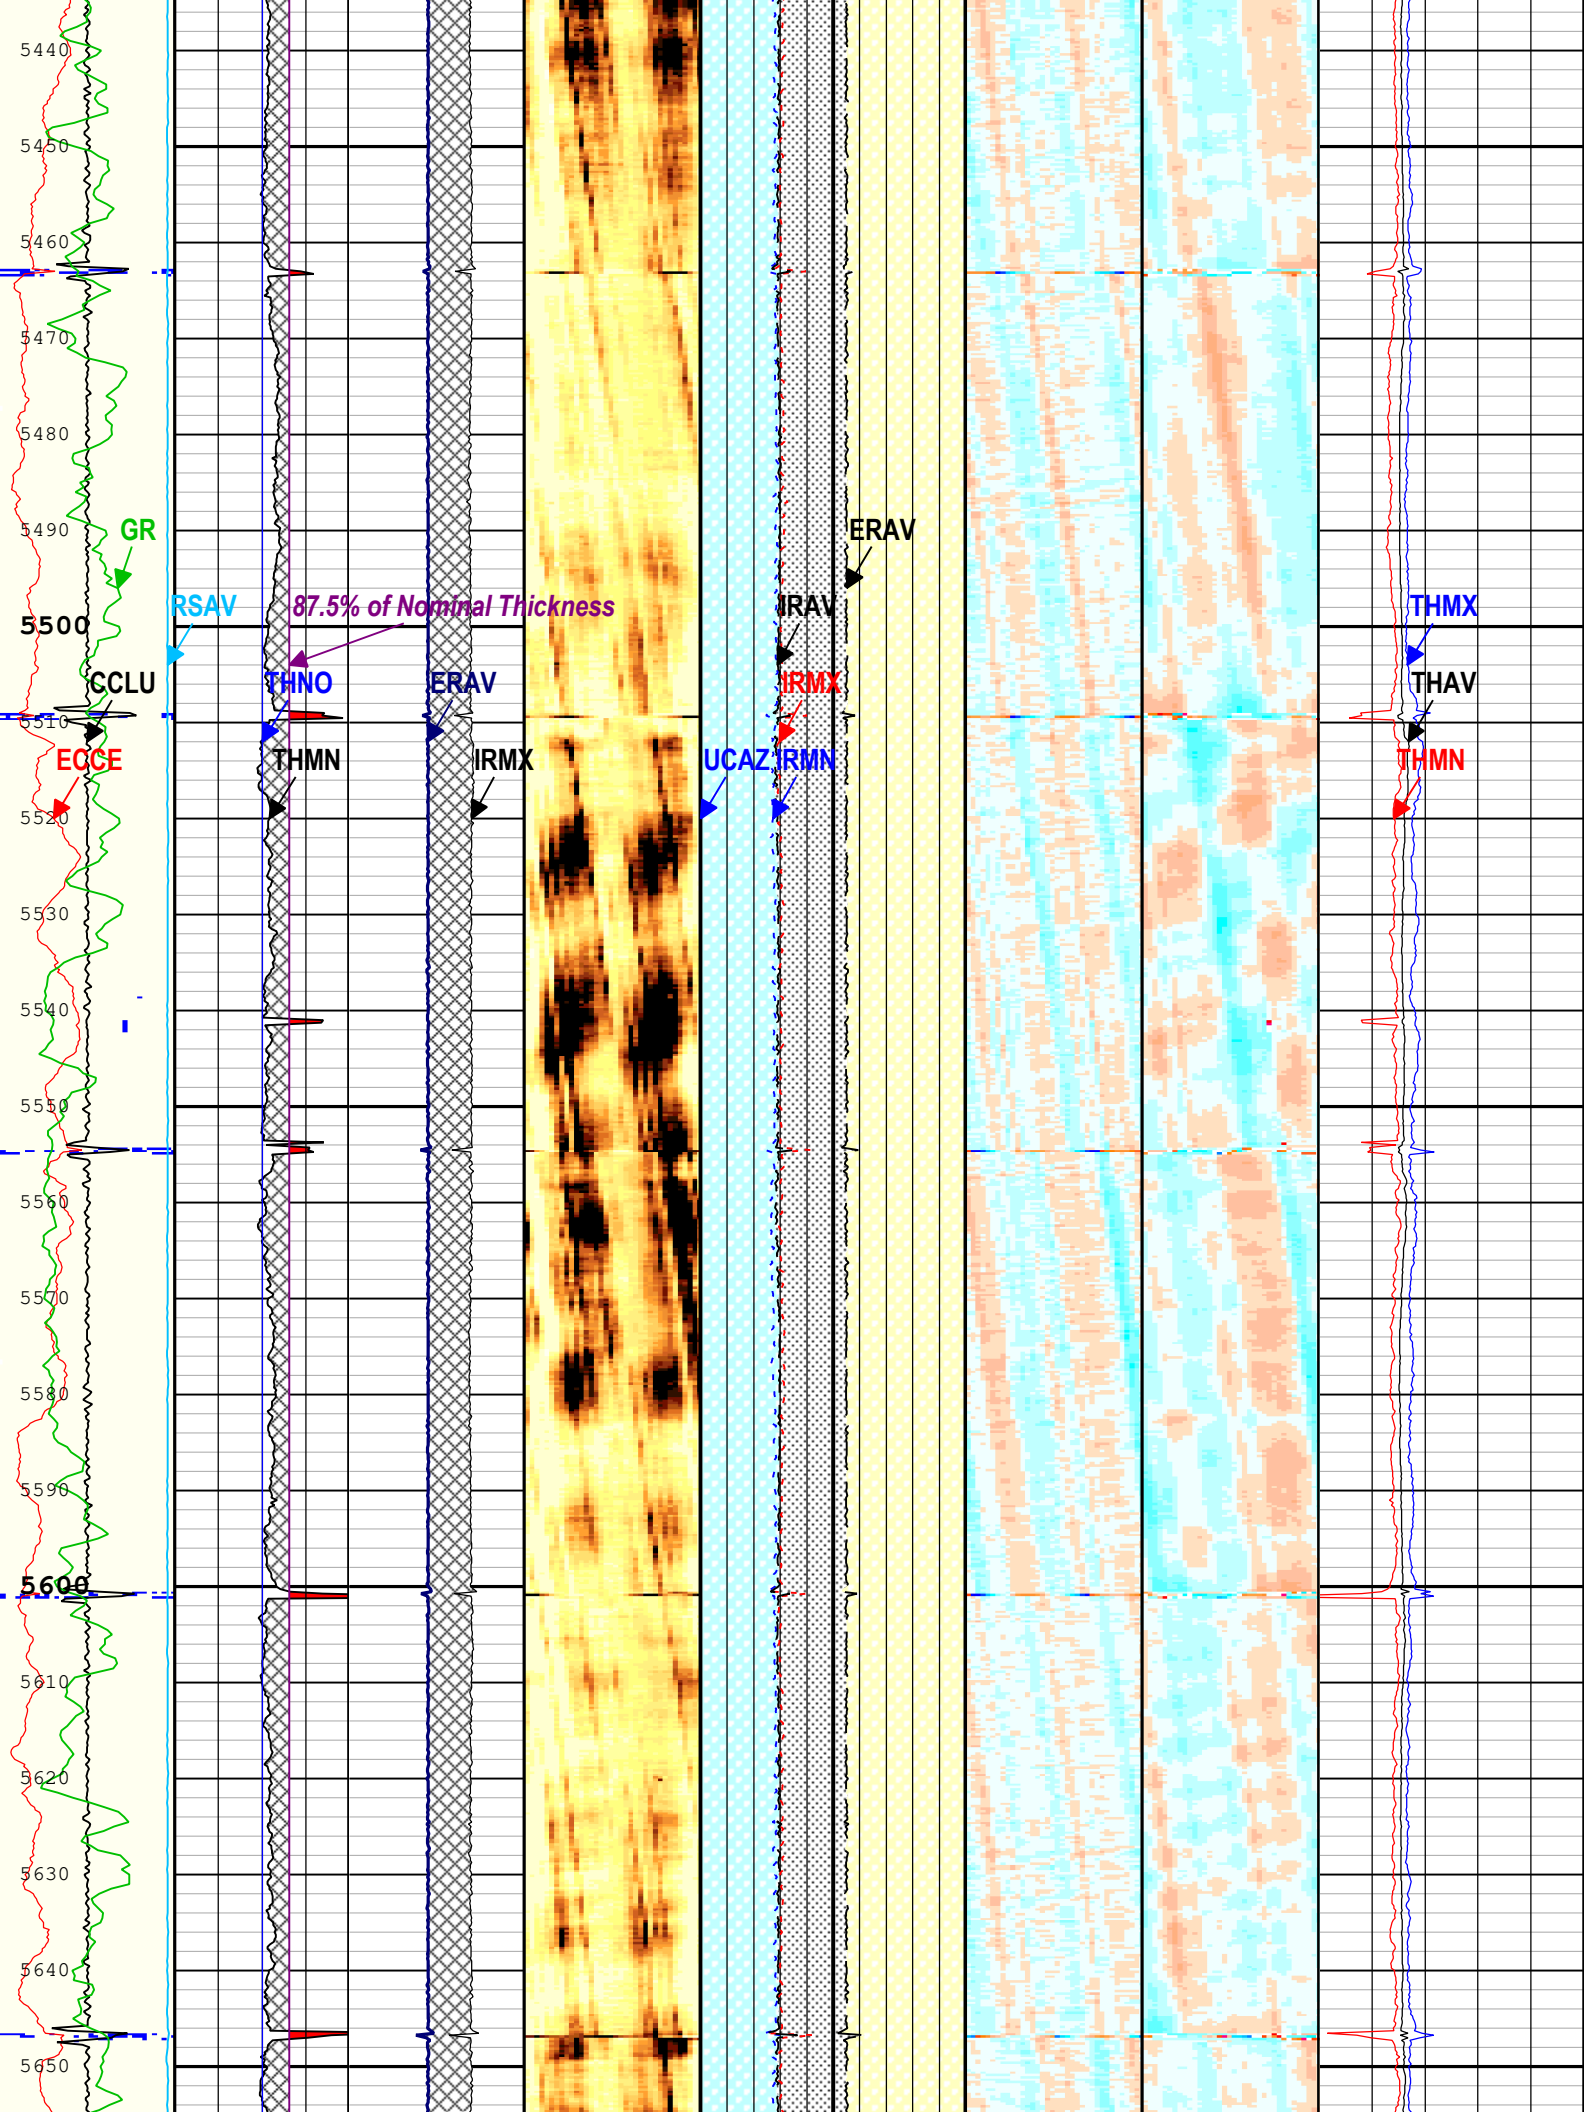 5440
5450
5460
5470
5480
5490
GR
ERAV
RSAV
87.5% of Nominal Thickness
IRAV
THMX
5500
CCLU
THNO
ERAV
IRMX
THAV
5510
ECCE
THMN
IRMX
UCAZ
IRMN
THMN
5520
5530
5540
5550
5560
5570
5580
5590
5600
5610
5620
5630
5640
5650